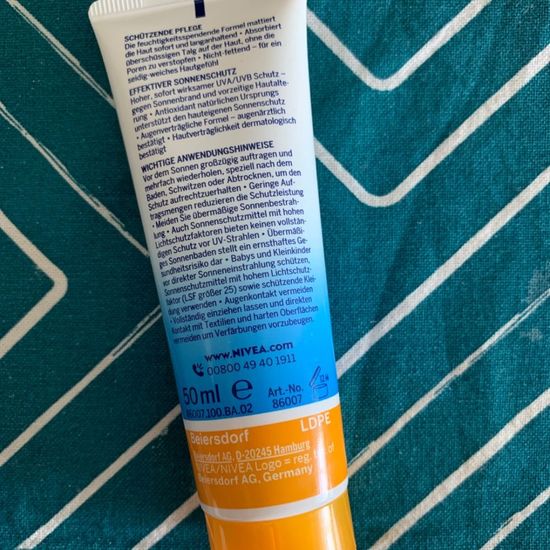 SCHÜTZENDE PFLEGE
Die feuchtigkeitsspendende Formel mattiert
die Haut sofort und langanhaltend • Absorbiert
überschüssigen Talg auf der Haut, ohne die
Poren zu verstopfen • Nicht-fettend – für ein
seidig-weiches Hautgefühl
EFFEKTIVER SONNENSCHUTZ
Hoher, sofort wirksamer UVA/UVB Schutz –
gegen Sonnenbrand und vorzeitige Hautalte-
rung • Antioxidant natürlichen Ursprungs
unterstützt den hauteigenen Sonnenschutz
• Augenverträgliche Formel – augenärztlich
bestätigt • Hautverträglichkeit dermatologisch
bestätigt
WICHTIGE ANWENDUNGSHINWEISE
Vor dem Sonnen großzügig auftragen und
mehrfach wiederholen, speziell nach dem
Baden, Schwitzen oder Abtrocknen, um den
Schutz aufrechtzuerhalten • Geringe Auf-
tragsmengen reduzieren die Schutzleistung
• Meiden Sie übermäßige Sonnenbestrah-
lung • Auch Sonnenschutzmittel mit hohen
Lichtschutzfaktoren bieten keinen vollstän-
digen Schutz vor UV-Strahlen • Übermäßi-
ges Sonnenbaden stellt ein ernsthaftes Ge-
sundheitsrisiko dar • Babys und Kleinkinder
vor direkter Sonneneinstrahlung schützen,
Sonnenschutzmittel mit hohem Lichtschutz-
faktor (LSF größer 25) sowie schützende Klei-
dung verwenden • Augenkontakt vermeiden
• Vollständig einziehen lassen und direkten
Kontakt mit Textilien und harten Oberflächen
vermeiden um Verfärbungen vorzubeugen.
www.NIVEA.com
00800 49 40 1911
50 ml e Art.-No. 12 M
86007.100.BA.02 86007
Beiersdorf LDPE
Beiersdorf AG, D-20245 Hamburg
NIVEA/NIVEA Logo = reg. of
Beiersdorf AG, Germany